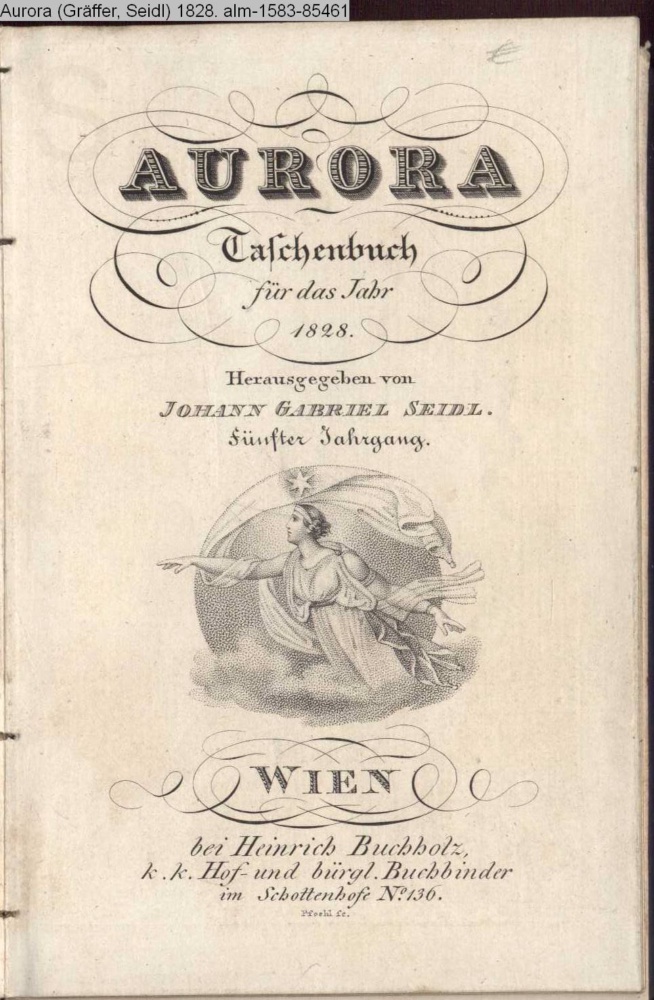 Aurora (Gräffer, Seidl) 1828. alm-1583-85461
AURORA
Taschenbuch
für das Jahr
1828.
Herausgegeben von
JOHANN GABRIEL SEIDL.
Fünfter Jahrgang.
WIEN
bei Heinrich Buchholz,
k. k. Hof- und bürgl. Buchbinder
im Schottenhofe No. 136.